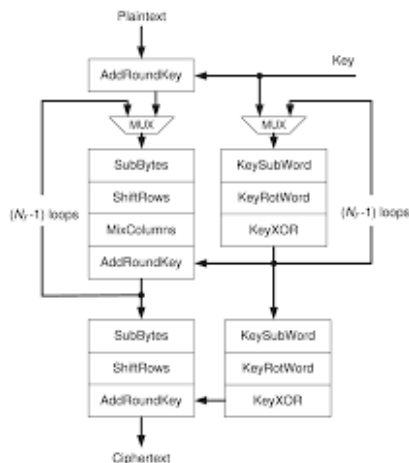 Plaintext
Key
AddRoundKey
MUX
MUX
SubBytes
KeySubWord
ShiftRows
KeyRotWord
(Nr-1) loops
(Nr-1) loops
MixColumns
KeyXOR
AddRoundKey
SubBytes
KeySubWord
ShiftRows
KeyRotWord
AddRoundKey
KeyXOR
Ciphertext